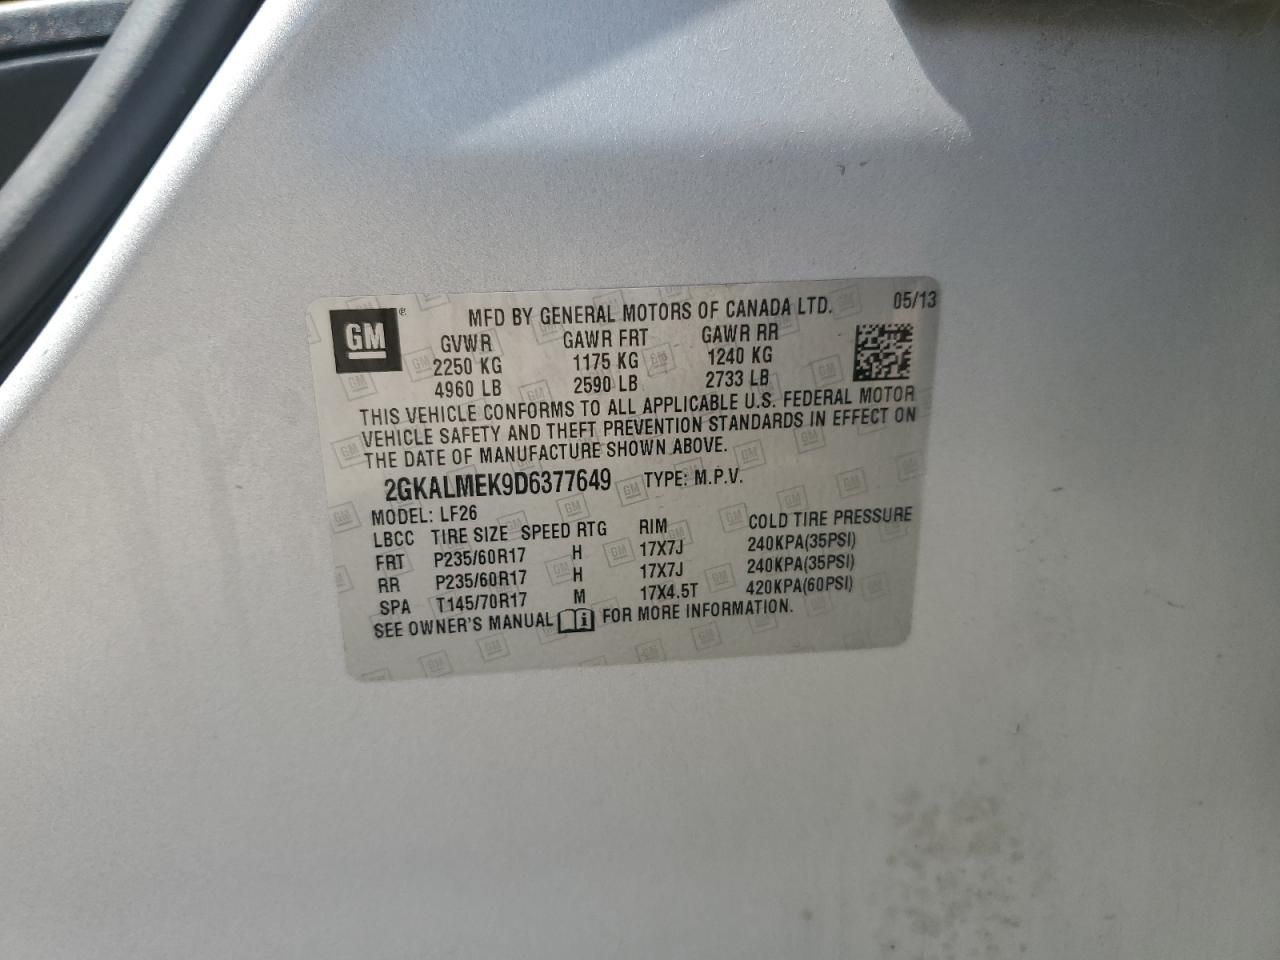 GM ®
MFD BY GENERAL MOTORS OF CANADA LTD. 05/13
GVWR GAWR FRT GAWR RR
2250 KG 1175 KG 1240 KG
4960 LB 2590 LB 2733 LB
THIS VEHICLE CONFORMS TO ALL APPLICABLE U.S. FEDERAL MOTOR
VEHICLE SAFETY AND THEFT PREVENTION STANDARDS IN EFFECT ON
THE DATE OF MANUFACTURE SHOWN ABOVE.
2GKALMEK9D6377649 TYPE: M.P.V.
MODEL: LF26
LBCC TIRE SIZE SPEED RTG RIM COLD TIRE PRESSURE
FRT P235/60R17 H 17X7J 240KPA(35PSI)
RR P235/60R17 H 17X7J 240KPA(35PSI)
SPA T145/70R17 M 17X4.5T 420KPA(60PSI)
SEE OWNER'S MANUAL i FOR MORE INFORMATION.